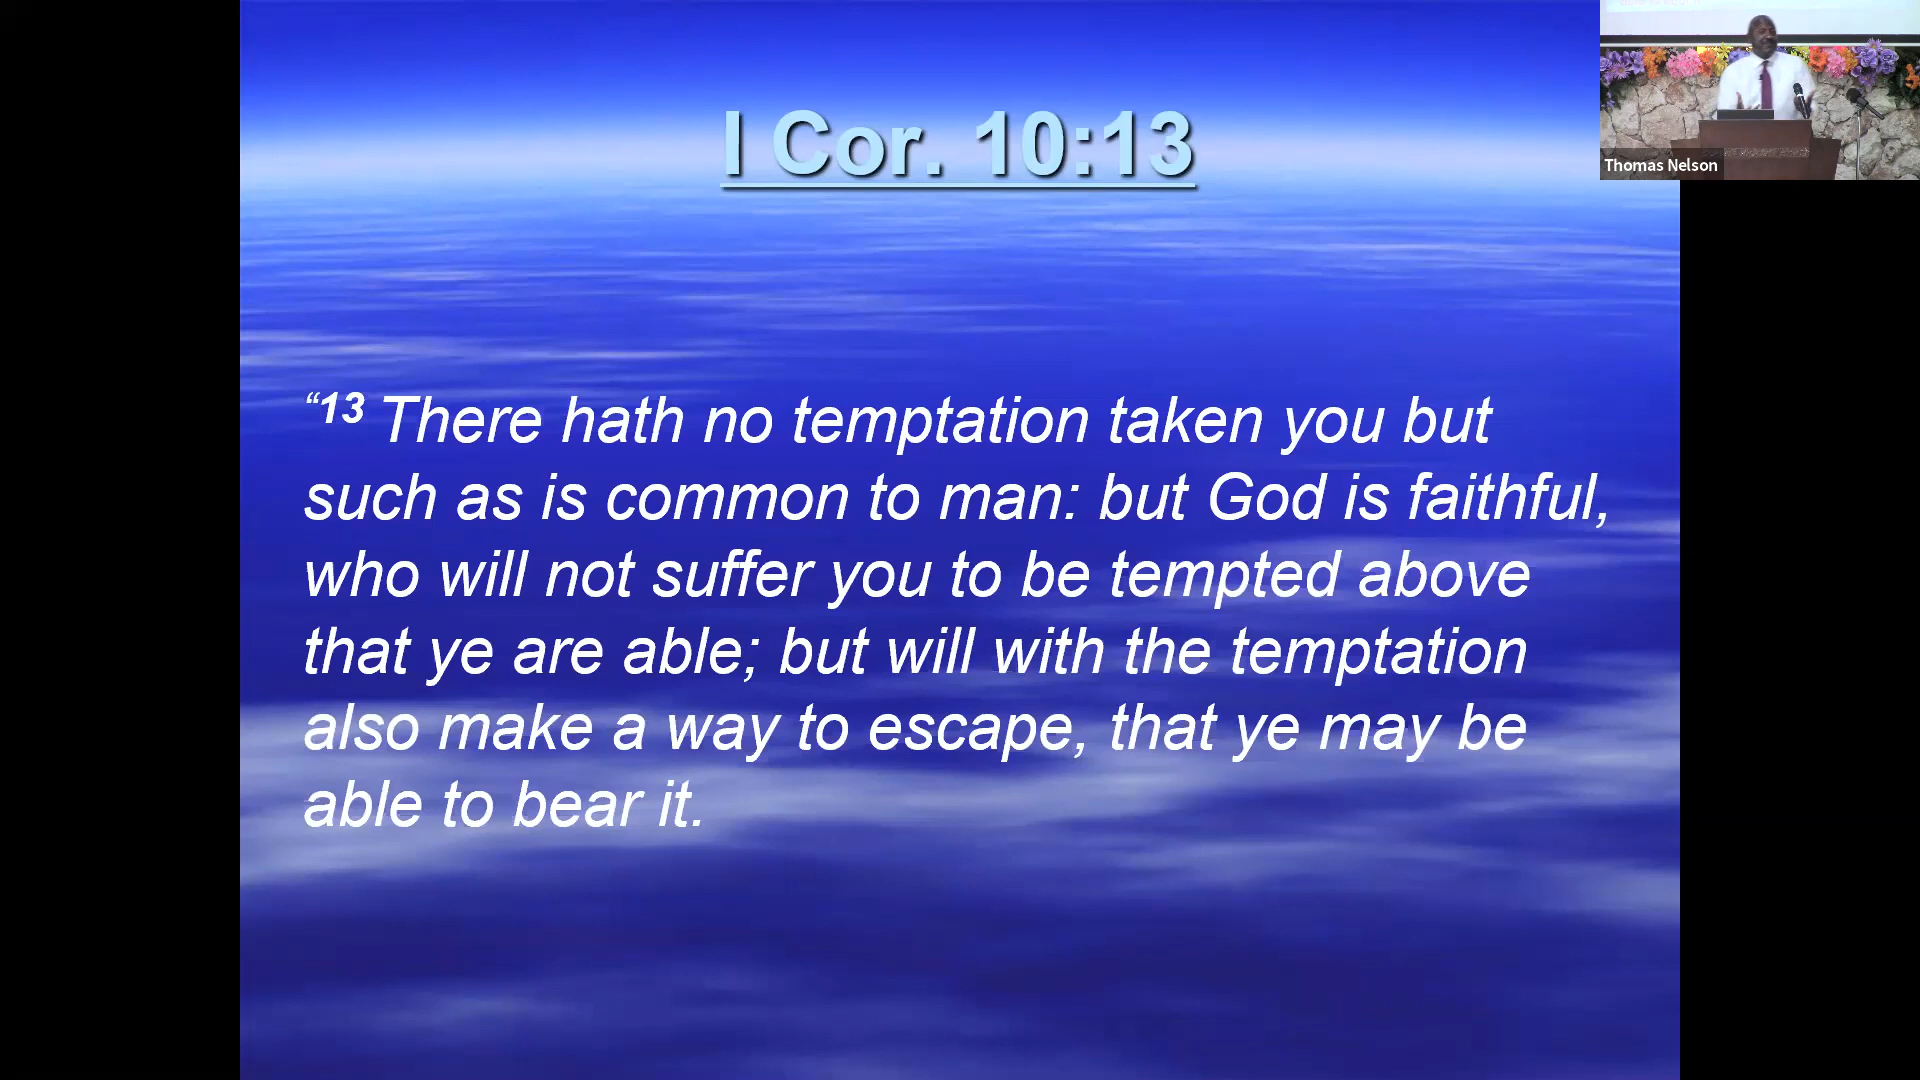 I Cor. 10:13
“13 There hath no temptation taken you but
such as is common to man: but God is faithful,
who will not suffer you to be tempted above
that ye are able; but will with the temptation
also make a way to escape, that ye may be
able to bear it.
Thomas Nelson